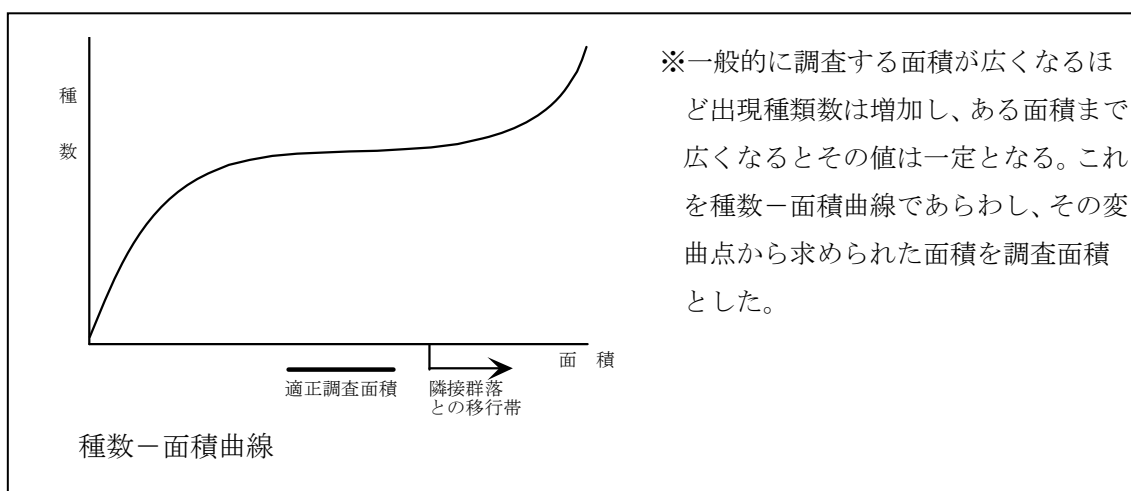 種
数
※一般的に調査する面積が広くなるほ
ど出現種類数は増加し、ある面積まで
広くなるとその値は一定となる。これ
を種数－面積曲線であらわし、その変
曲点から求められた面積を調査面積
とした。
面 積
適正調査面積
隣接群落
との移行帯
種数－面積曲線